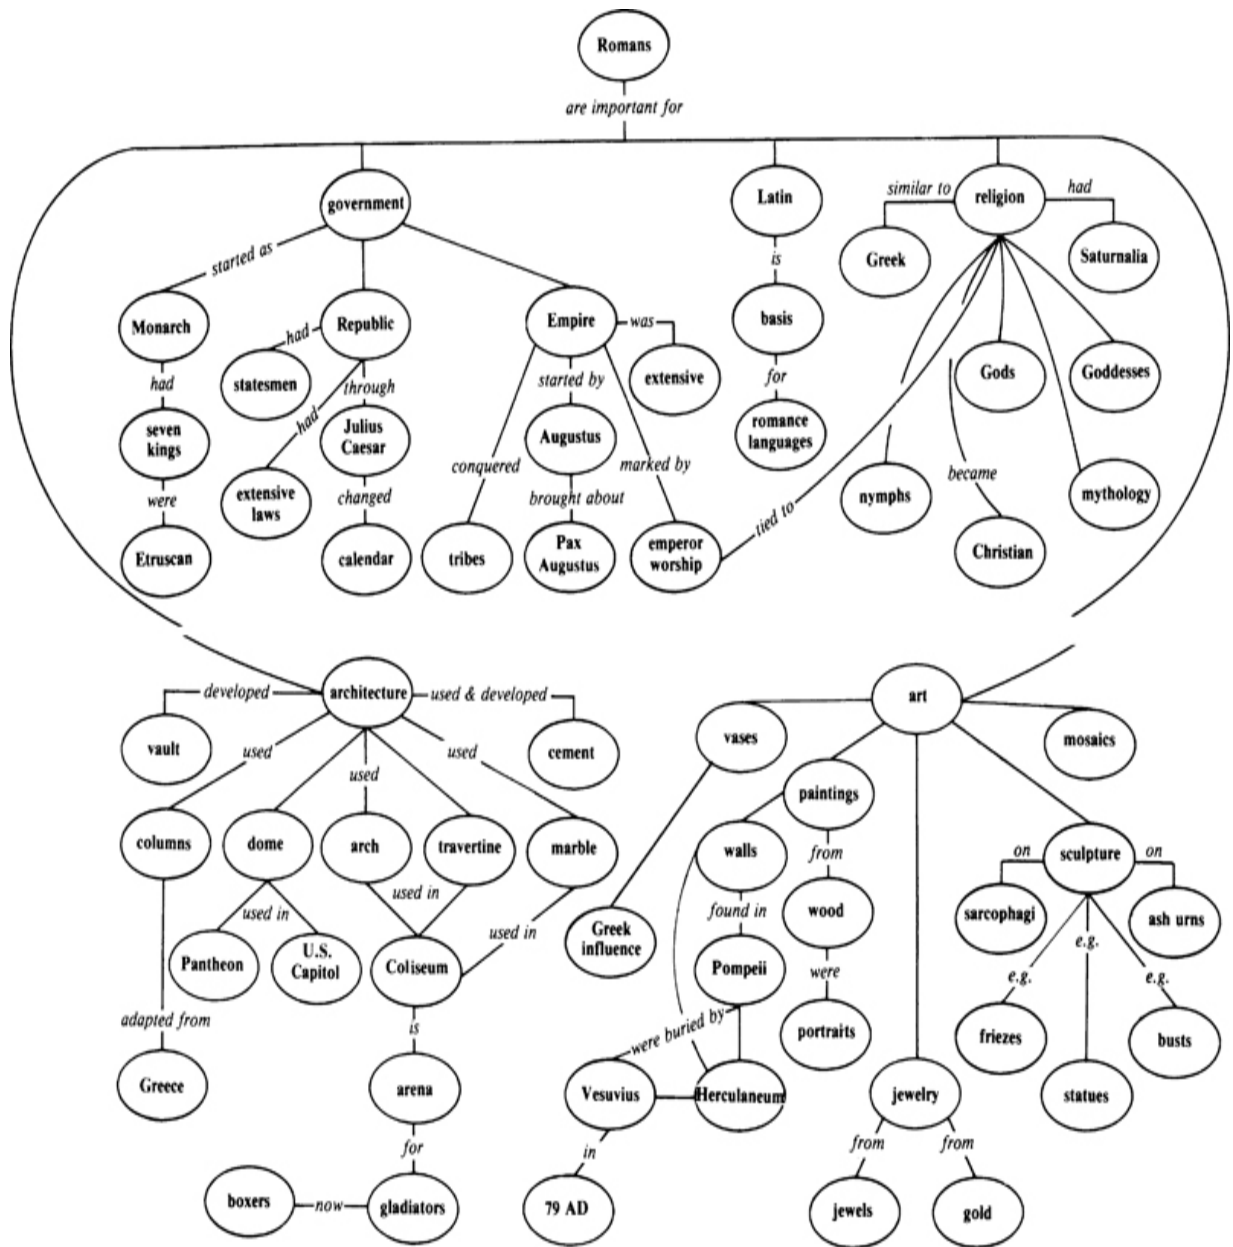 Romans
are important for
government
Latin
religion
similar to
had
Greek
Saturnalia
started as
is
Monarch
Republic
Empire
was
basis
had
statesmen
extensive
Gods
Goddesses
had
through
started by
for
seven
kings
had
Julius
Caesar
Augustus
romance
languages
conquered
marked by
became
were
extensive
laws
changed
brought about
tied to
nymphs
mythology
Etruscan
calendar
tribes
Pax
Augustus
emperor
worship
Christian
architecture
developed
used & developed
art
vault
cement
vases
mosaics
used
used
used
paintings
columns
dome
arch
travertine
marble
walls
from
sculpture
on
on
used in
used in
used in
found in
wood
sarcophagi
ash urns
Pantheon
U.S.
Capitol
Coliseum
Greek
influence
Pompeii
were
e.g.
e.g.
e.g.
adapted from
is
were buried by
portraits
friezes
busts
Greece
arena
Vesuvius
Herculaneum
jewelry
statues
for
in
from
from
boxers
now
gladiators
79 AD
jewels
gold